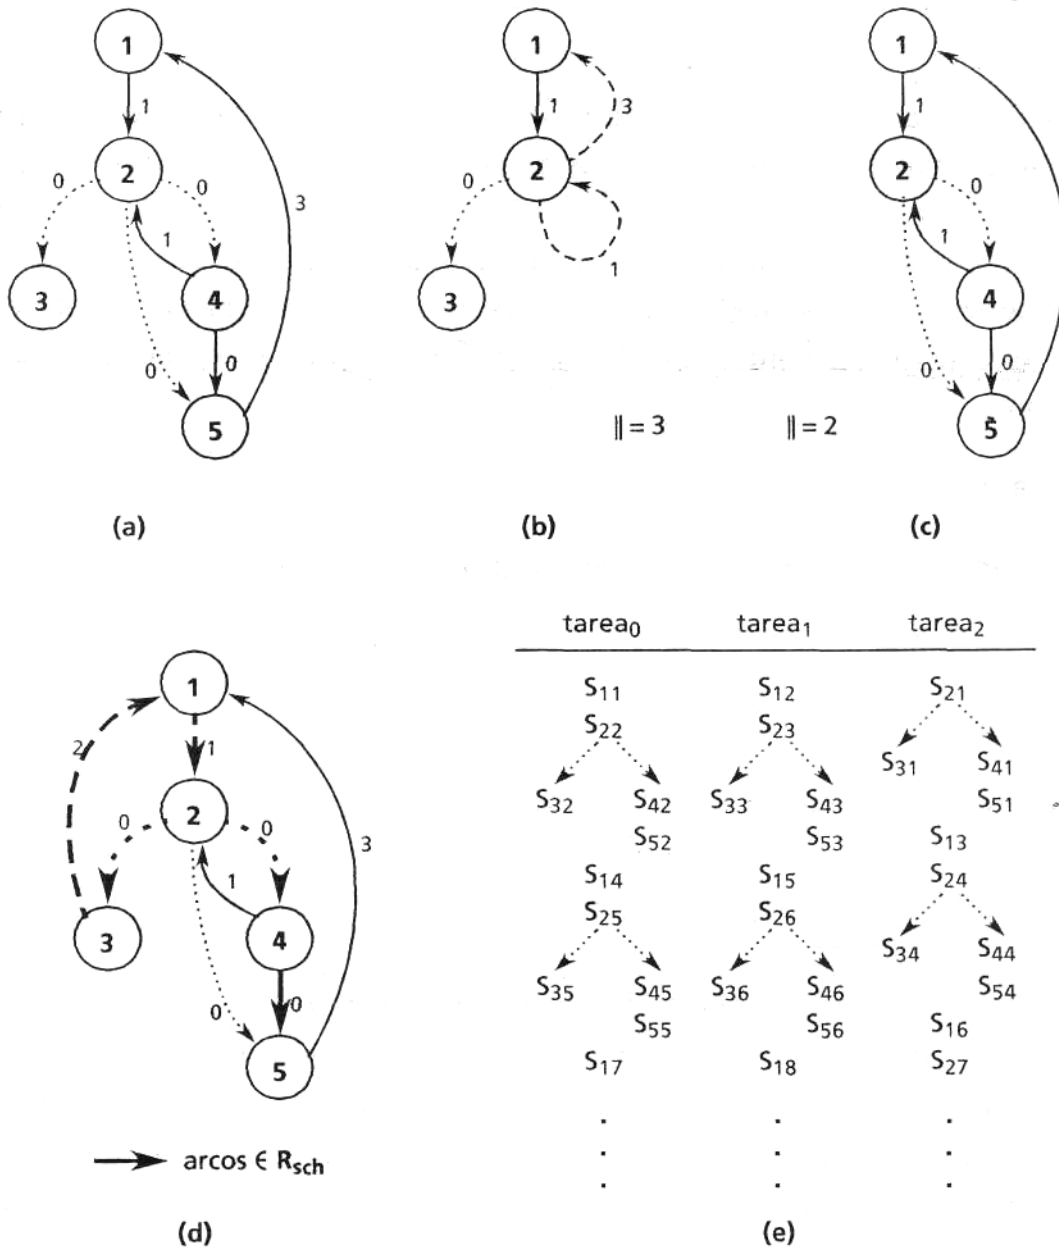 1
1
2
0
0
1
3
3
4
0
0
5
(a)
1
1
3
2
0
1
3
|| = 3
(b)
1
1
2
0
1
4
0
0
5
|| = 2
(c)
1
2
1
2
0
0
1
3
3
4
0
0
5
arcos ϵ R_sch
(d)
tarea₀ tarea₁ tarea₂
S₁₁ S₁₂ S₂₁
S₂₂ S₂₃
S₃₁ S₄₁
S₃₂ S₄₂ S₃₃ S₄₃ S₅₁
S₅₂ S₅₃ S₁₃
S₁₄ S₁₅ S₂₄
S₂₅ S₂₆
S₃₄ S₄₄
S₃₅ S₄₅ S₃₆ S₄₆ S₅₄
S₅₅ S₅₆ S₁₆
S₁₇ S₁₈ S₂₇
. . .
. . .
. . .
(e)